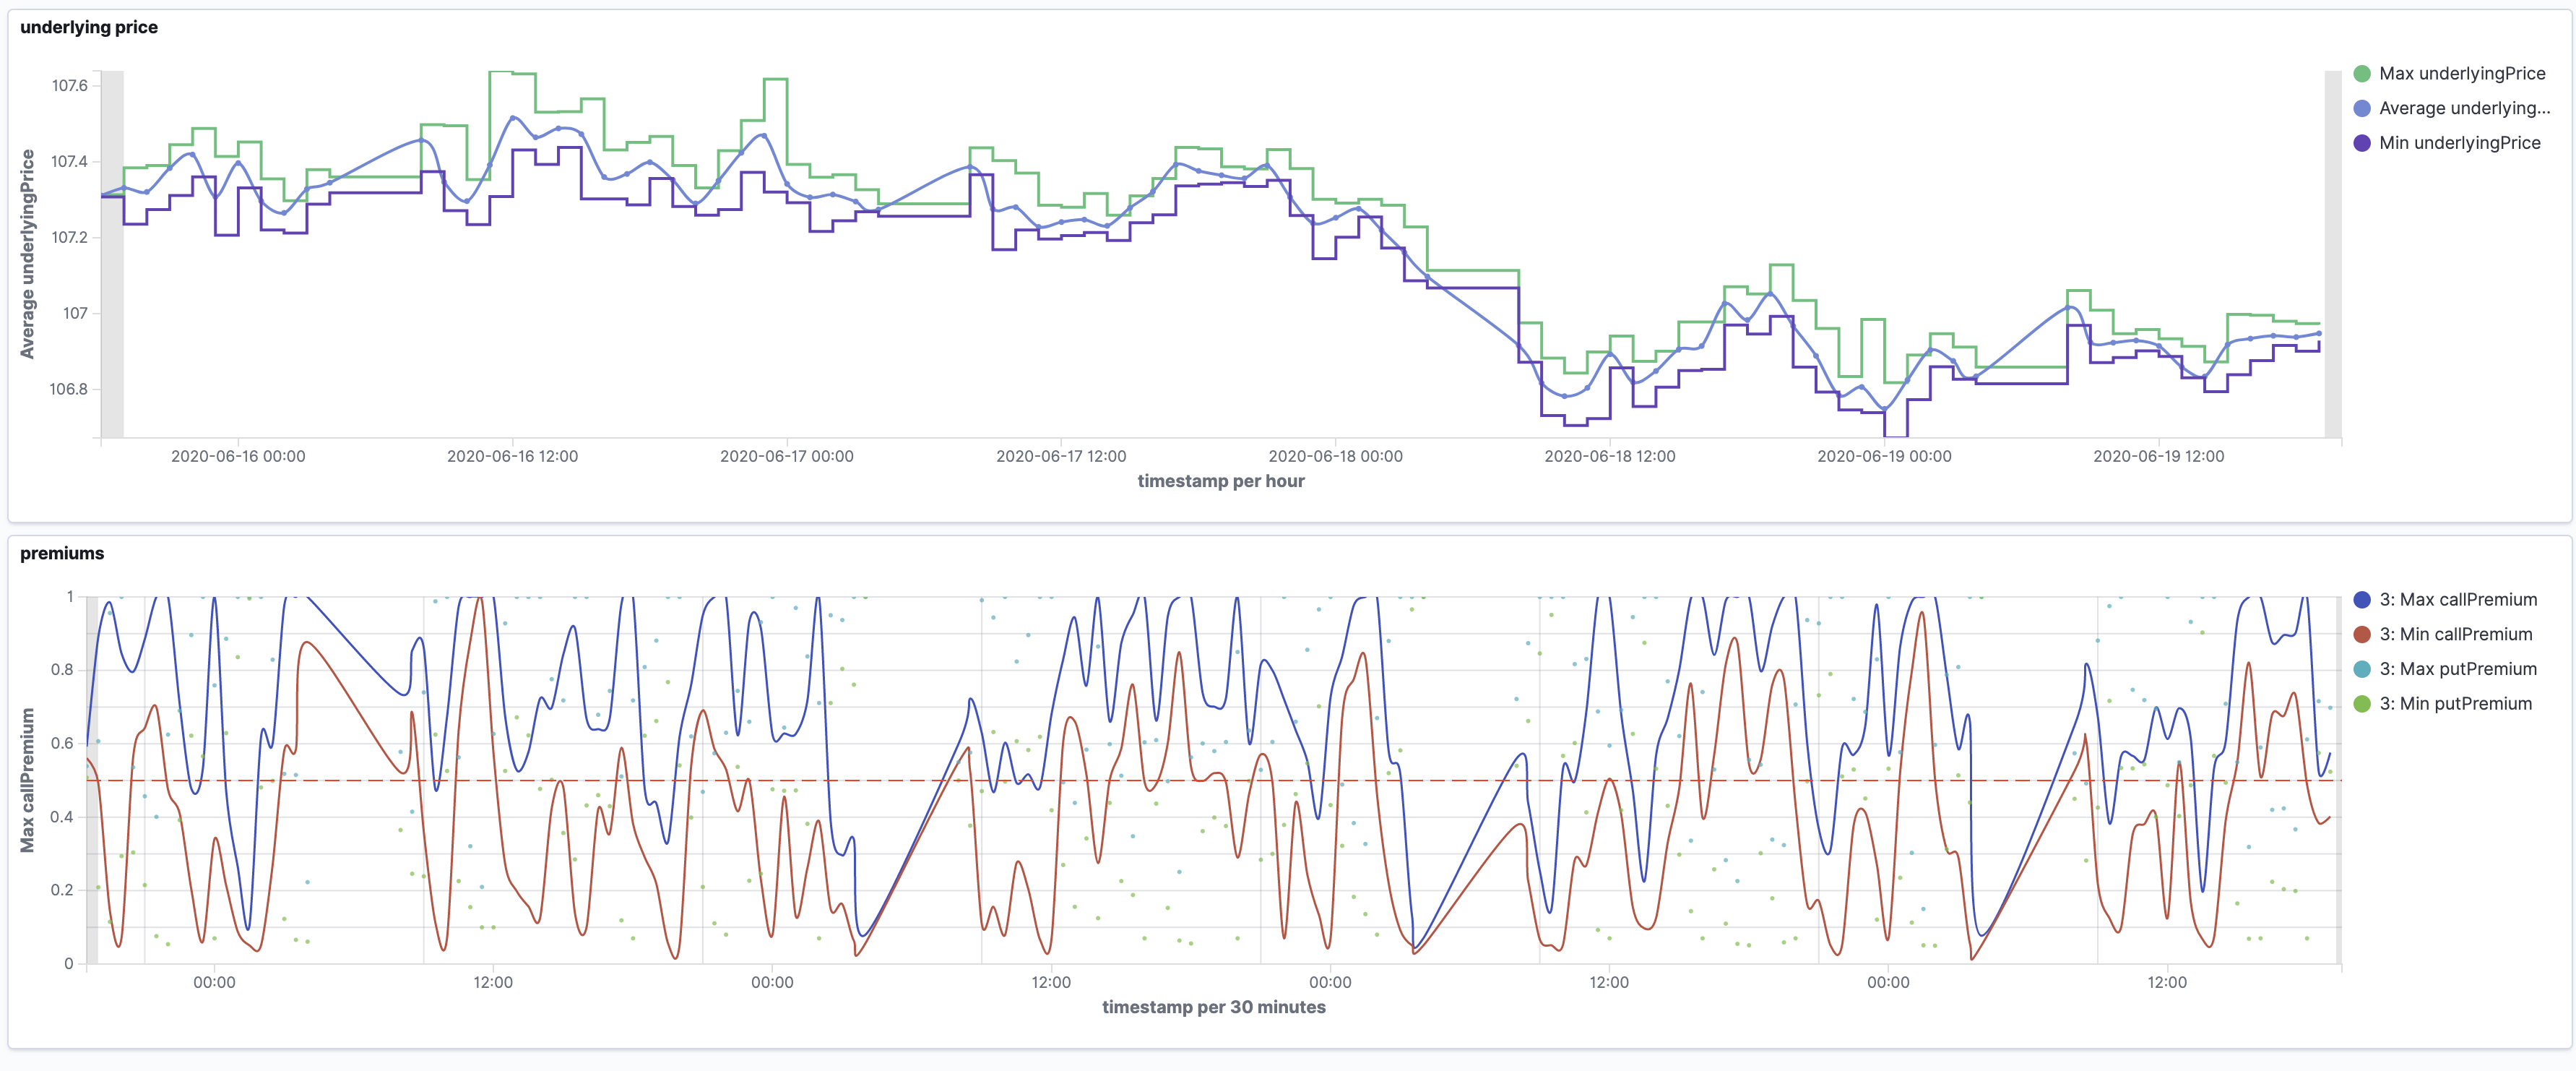 underlying price
107.6
107.4
107.2
107
106.8
Average underlyingPrice
2020-06-16 00:00
2020-06-16 12:00
2020-06-17 00:00
2020-06-17 12:00
2020-06-18 00:00
2020-06-18 12:00
2020-06-19 00:00
2020-06-19 12:00
timestamp per hour
Max underlyingPrice
Average underlying...
Min underlyingPrice
premiums
1
0.8
0.6
0.4
0.2
0
Max callPremium
00:00
12:00
00:00
12:00
00:00
12:00
00:00
12:00
timestamp per 30 minutes
3: Max callPremium
3: Min callPremium
3: Max putPremium
3: Min putPremium